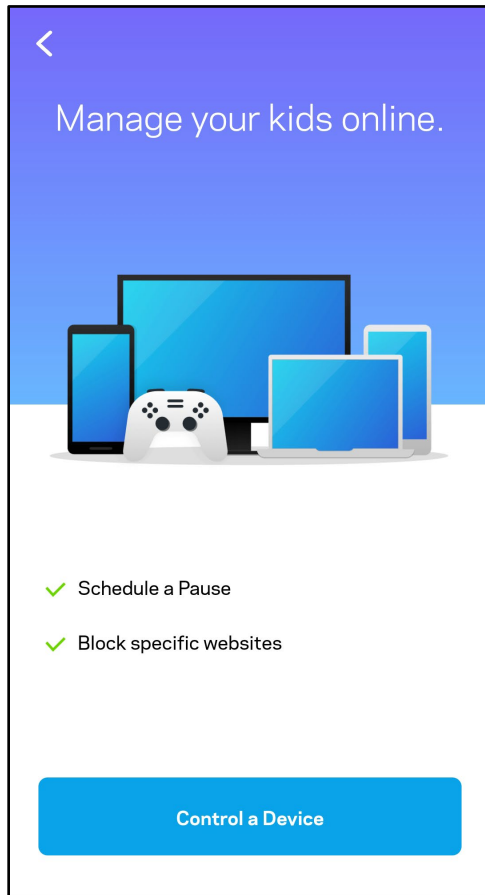 Manage your kids online.
Schedule a Pause
Block specific websites
Control a Device